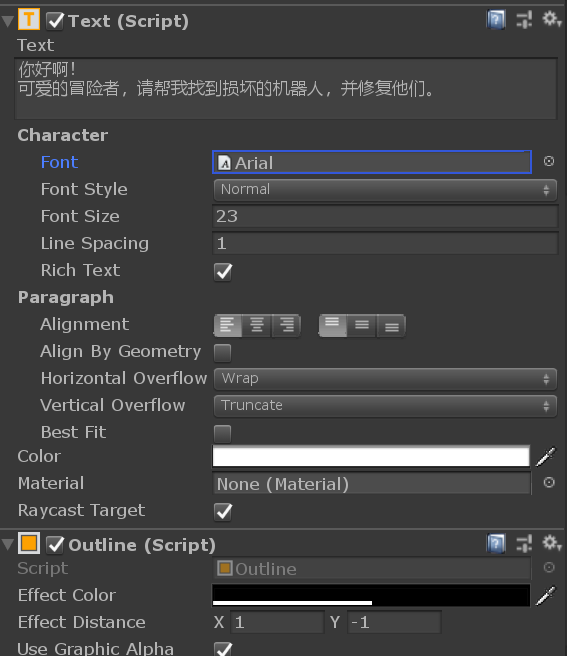 Text (Script)
Text
你好啊!
可爱的冒险者，请帮我找到损坏的机器人，并修复他们。
Character
Font Arial
Font Style Normal
Font Size 23
Line Spacing 1
Rich Text
Paragraph
Alignment
Align By Geometry
Horizontal Overflow Wrap
Vertical Overflow Truncate
Best Fit
Color
Material None (Material)
Raycast Target
Outline (Script)
Script Outline
Effect Color
Effect Distance X 1 Y -1
Use Graphic Alpha